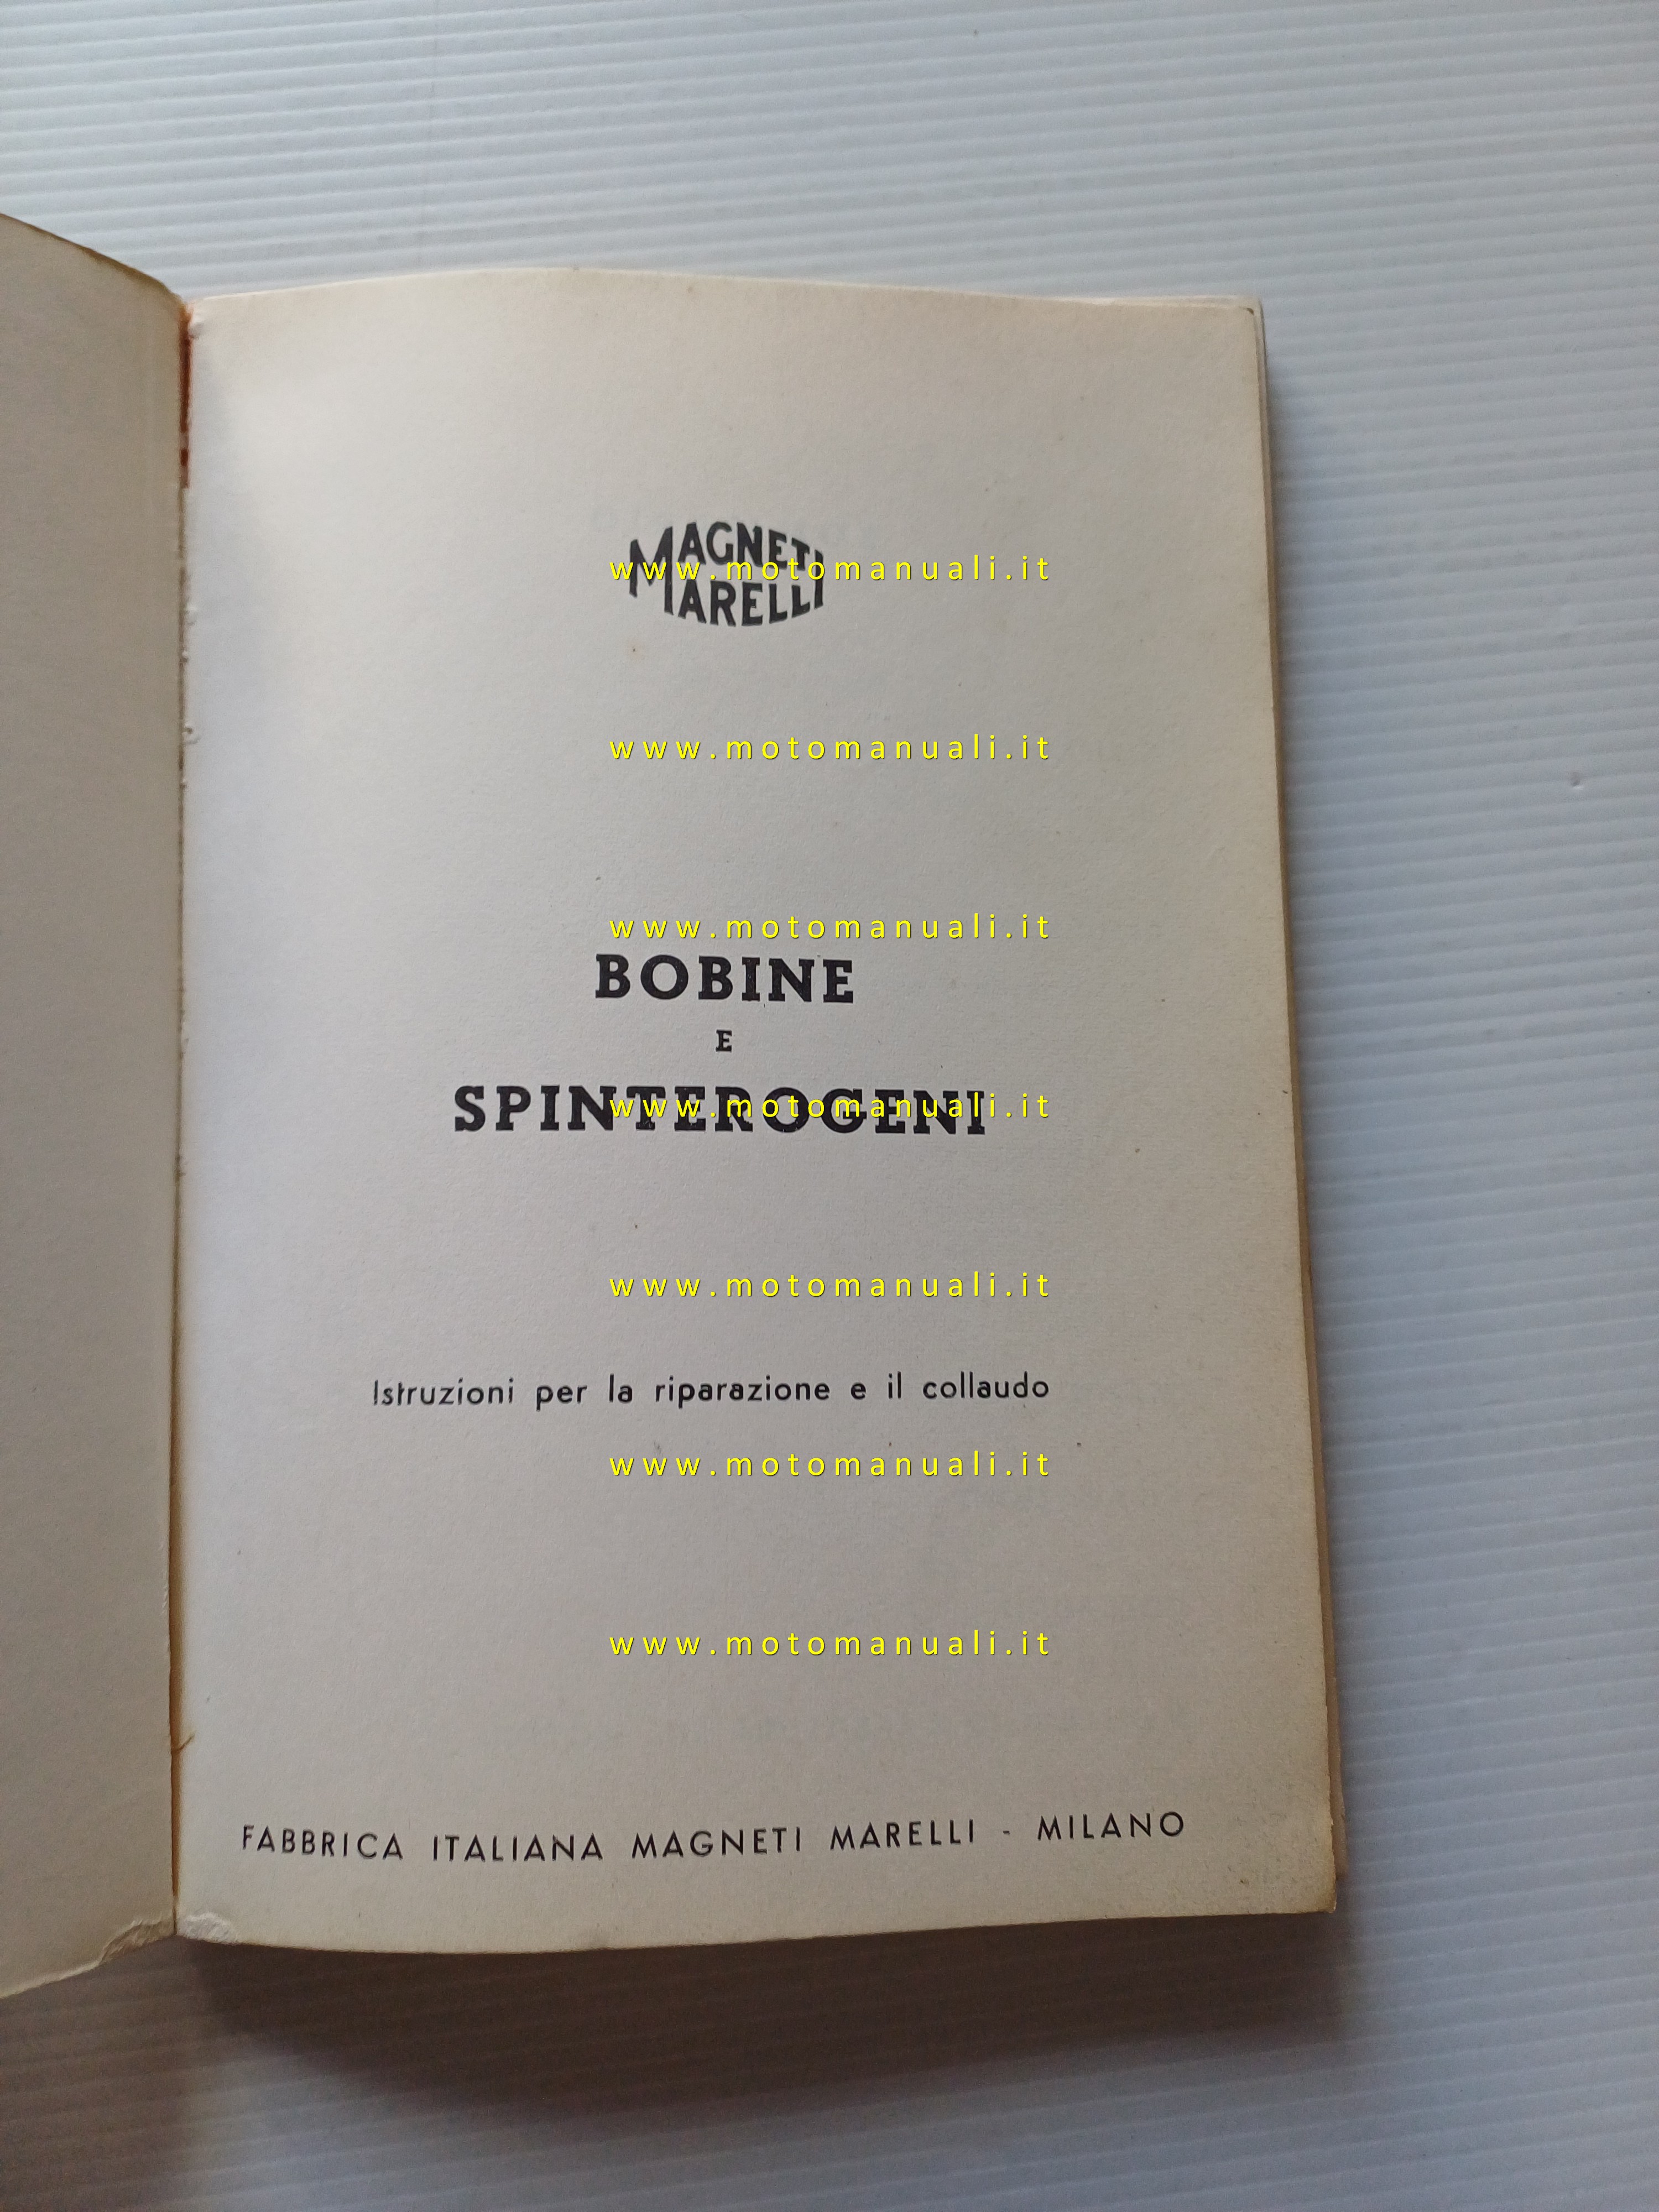 MAGNETI
www.motomanuali.it
MARELLI
www.motomanuali.it
www.motomanuali.it
BOBINE
E
SPINTEROGENI
www.motomanuali.it
www.motomanuali.it
Istruzioni per la riparazione e il collaudo
www.motomanuali.it
www.motomanuali.it
FABBRICA ITALIANA MAGNETI MARELLI - MILANO